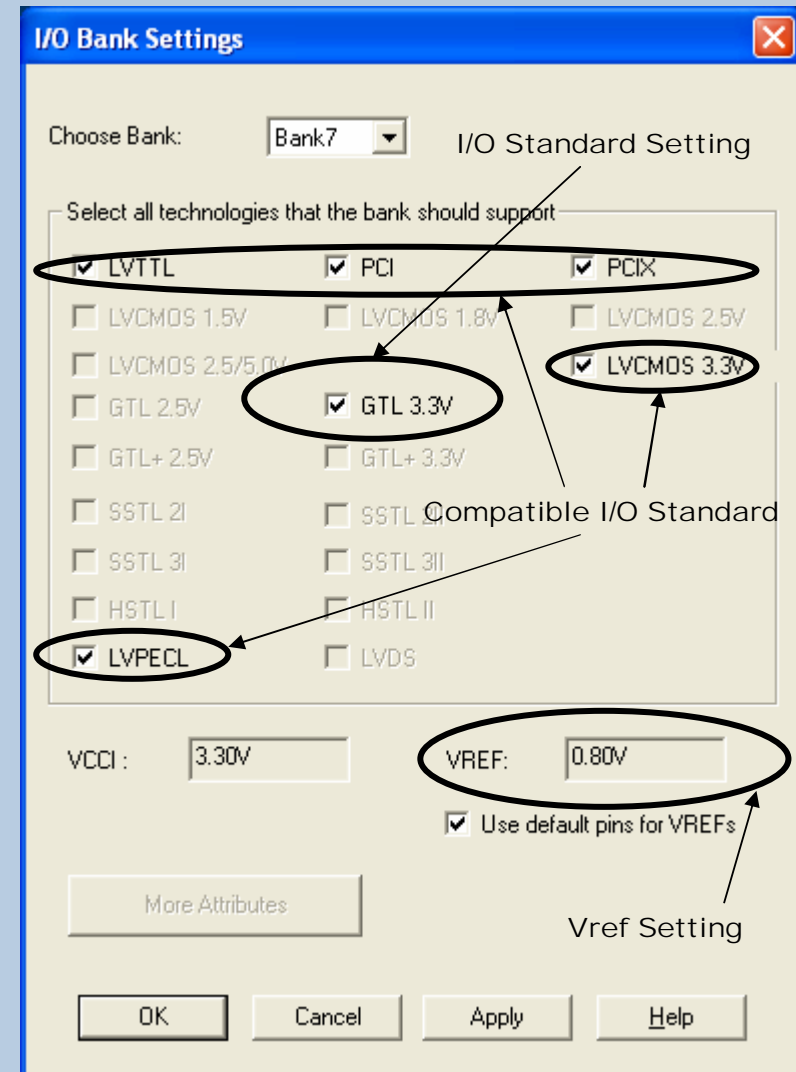 I/O Bank Settings
Choose Bank: Bank7
I/O Standard Setting
Select all technologies that the bank should support
LVTTL PCI PCIX
LVCMOS 1.5V LVCMOS 1.8V LVCMOS 2.5V
LVCMOS 2.5/5.0V LVCMOS 3.3V
GTL 2.5V GTL 3.3V
GTL+ 2.5V GTL+ 3.3V
SSTL 2I SSTL 2II
Compatible I/O Standard
SSTL 3I SSTL 3II
HSTL I HSTL II
LVPECL LVDS
VCCI : 3.30V VREF: 0.80V
Use default pins for VREFs
More Attributes
Vref Setting
OK Cancel Apply Help